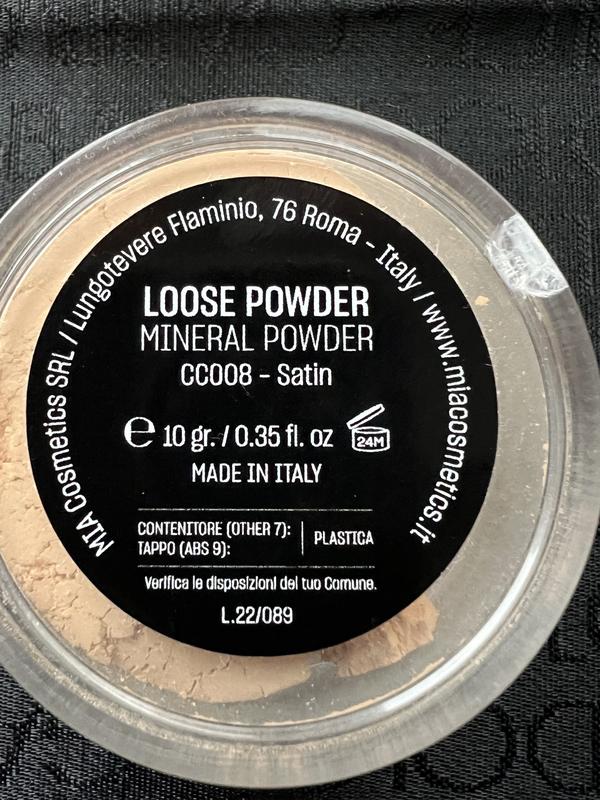 MIA Cosmetics SRL / Lungotevere Flaminio, 76 Roma - Italy / www.miacosmetics.it
LOOSE POWDER
MINERAL POWDER
CC008 - Satin
℮ 10 gr. / 0.35 fl. oz 24M
MADE IN ITALY
CONTENITORE (OTHER 7): PLASTICA
TAPPO (ABS 9):
Verifica le disposizioni del tuo Comune.
L.22/089